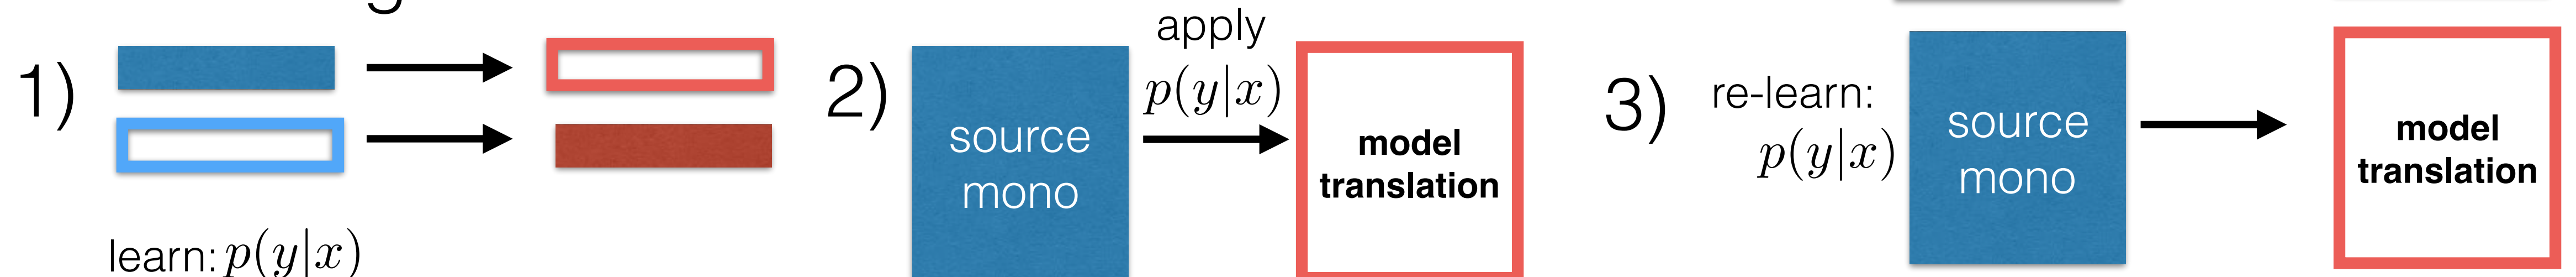 1)
learn: p(y|x)
2)
source
mono
apply
p(y|x)
model
translation
3)
re-learn:
p(y|x)
source
mono
model
translation